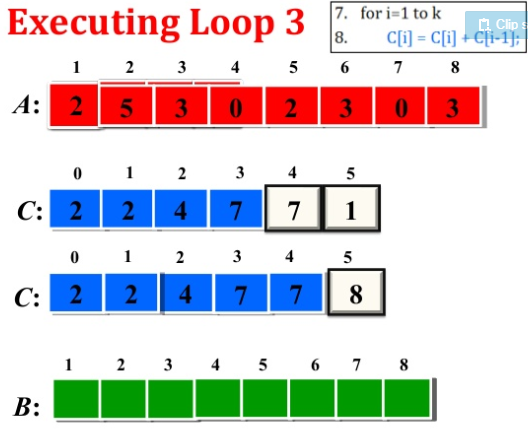 Executing Loop 3
7. for i=1 to k
8. C[i] = C[i] + C[i-1];
Clip s
1 2 3 4 5 6 7 8
A: 2 5 3 0 2 3 0 3
0 1 2 3 4 5
C: 2 2 4 7 7 1
0 1 2 3 4 5
C: 2 2 4 7 7 8
1 2 3 4 5 6 7 8
B: